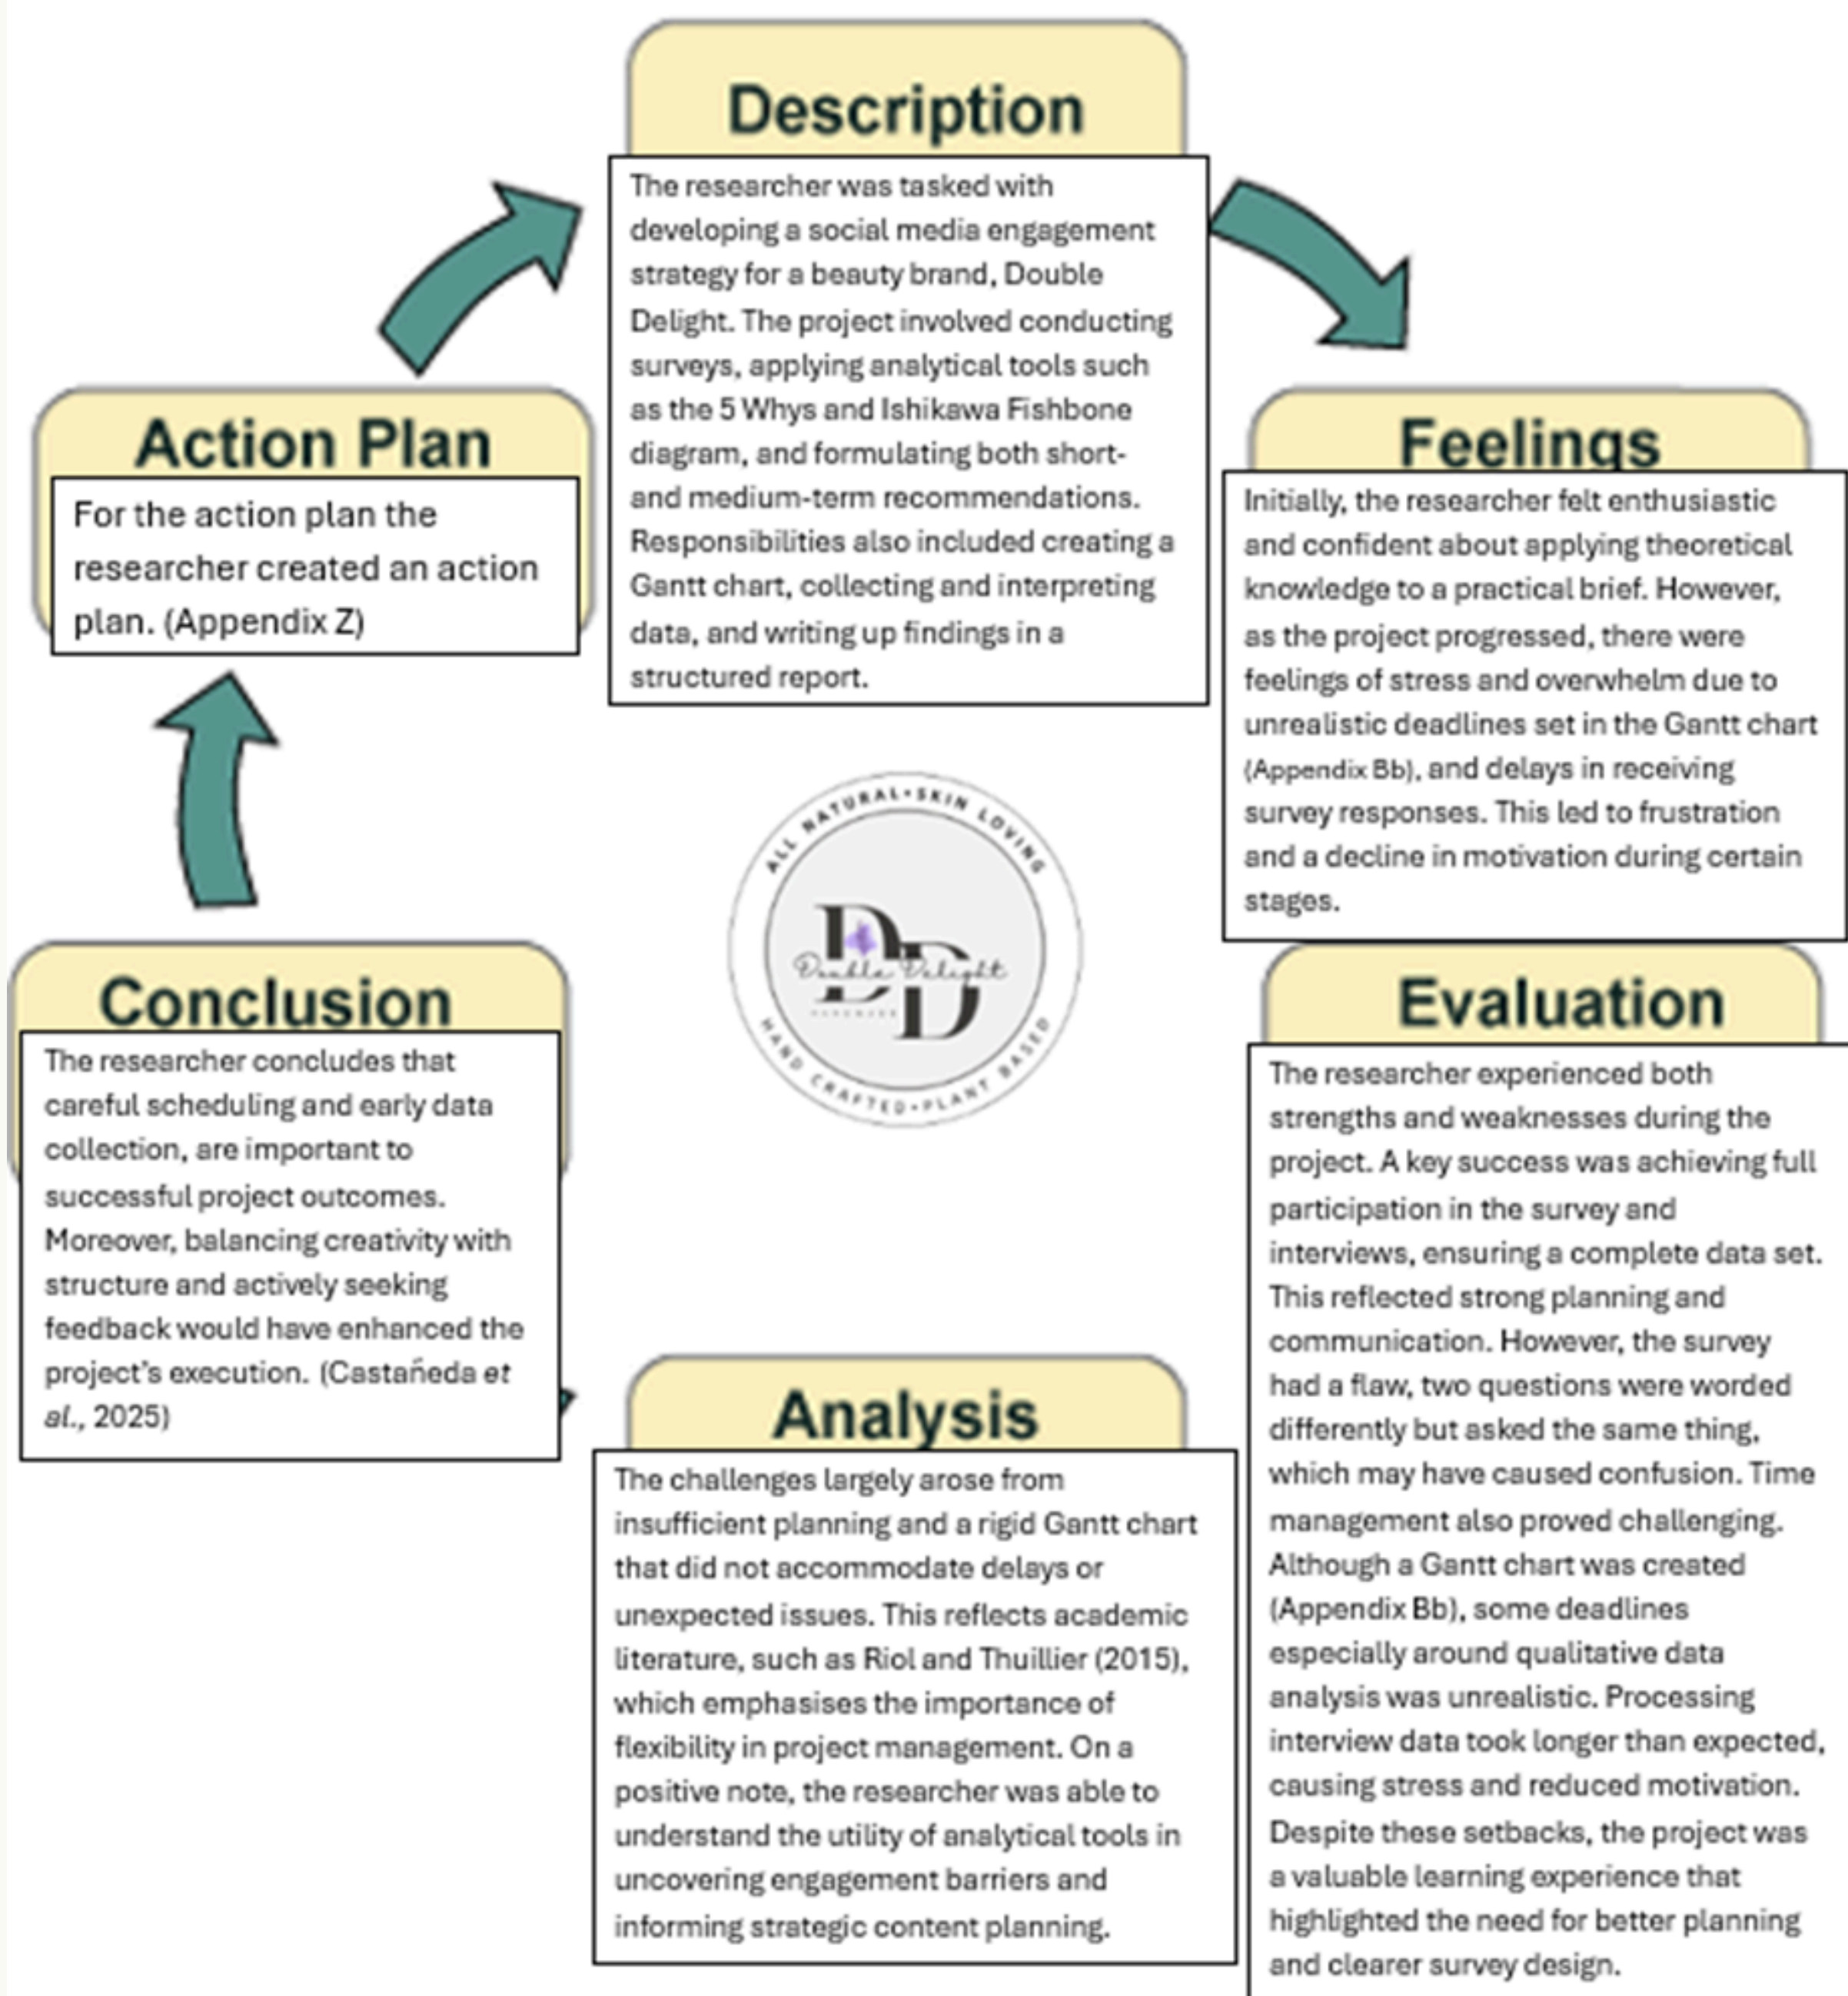 Description
The researcher was tasked with
developing a social media engagement
strategy for a beauty brand, Double
Delight. The project involved conducting
surveys, applying analytical tools such
as the 5 Whys and Ishikawa Fishbone
diagram, and formulating both short-
and medium-term recommendations.
Responsibilities also included creating a
Gantt chart, collecting and interpreting
data, and writing up findings in a
structured report.
Feelings
Initially, the researcher felt enthusiastic
and confident about applying theoretical
knowledge to a practical brief. However,
as the project progressed, there were
feelings of stress and overwhelm due to
unrealistic deadlines set in the Gantt chart
(Appendix Bb), and delays in receiving
survey responses. This led to frustration
and a decline in motivation during certain
stages.
Evaluation
The researcher experienced both
strengths and weaknesses during the
project. A key success was achieving full
participation in the survey and
interviews, ensuring a complete data set.
This reflected strong planning and
communication. However, the survey
had a flaw, two questions were worded
differently but asked the same thing,
which may have caused confusion. Time
management also proved challenging.
Although a Gantt chart was created
(Appendix Bb), some deadlines
especially around qualitative data
analysis was unrealistic. Processing
interview data took longer than expected,
causing stress and reduced motivation.
Despite these setbacks, the project was
a valuable learning experience that
highlighted the need for better planning
and clearer survey design.
Analysis
The challenges largely arose from
insufficient planning and a rigid Gantt chart
that did not accommodate delays or
unexpected issues. This reflects academic
literature, such as Riol and Thuillier (2015),
which emphasises the importance of
flexibility in project management. On a
positive note, the researcher was able to
understand the utility of analytical tools in
uncovering engagement barriers and
informing strategic content planning.
Conclusion
The researcher concludes that
careful scheduling and early data
collection, are important to
successful project outcomes.
Moreover, balancing creativity with
structure and actively seeking
feedback would have enhanced the
project's execution. (Castañeda et
al., 2025)
Action Plan
For the action plan the
researcher created an action
plan. (Appendix Z)
ALL NATURAL•SKIN LOVING
DD
Double Delight
HAND CRAFTED•PLANT BASED